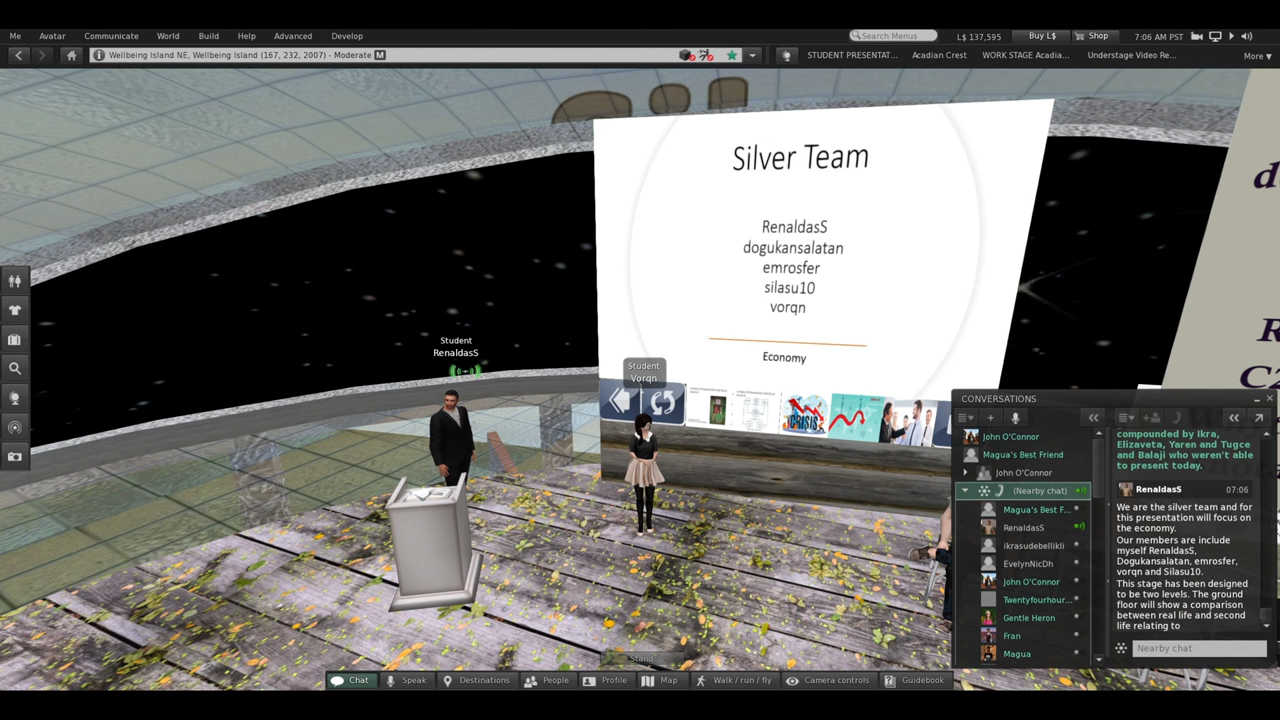 Me Avatar Communicate World Build Help Advanced Develop
Search Menus
L$ 137,595
Buy L$
Shop
7:06 AM PST
Wellbeing Island NE, Wellbeing Island (167, 232, 2007) - Moderate M
STUDENT PRESENTAT...
Acadian Crest
WORK STAGE Acadia...
Understage Video Re...
More
Silver Team
RenaldasS
dogukansalatan
emrosfer
silasu10
vorqn
Economy
CRISIS
Student
RenaldasS
Student
Vorqn
CONVERSATIONS
John O'Connor
Magua's Best Friend
John O'Connor
(Nearby chat)
Magua's Best F...
RenaldasS
ikrasudebellikli
EvelynNicDh
John O'Connor
Twentyfourhour...
Gentle Heron
Fran
Magua
compounded by Ikra,
Elizaveta, Yaren and Tugce
and Balaji who weren't able
to present today.
RenaldasS 07:06
We are the silver team and for
this presentation will focus on
the economy.
Our members are include
myself RenaldasS,
Dogukansalatan, emrosfer,
vorqn and Silasu10.
This stage has been designed
to be two levels. The ground
floor will show a comparison
between real life and second
life relating to
Nearby chat
Stand
Chat Speak Destinations People Profile Map Walk / run / fly Camera controls Guidebook